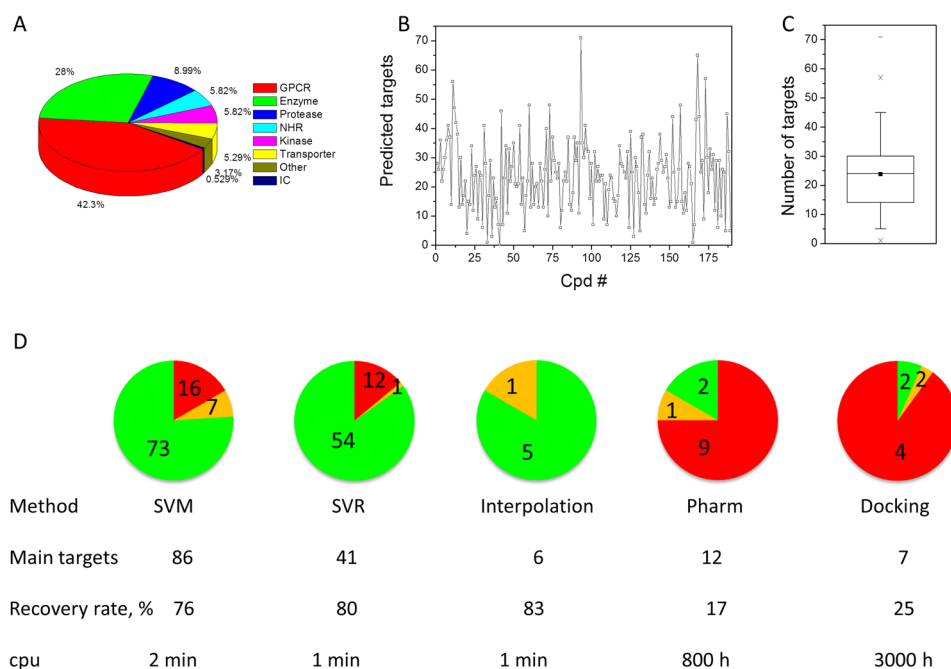 A
28%
8.99%
5.82%
5.82%
5.29%
3.17%
0.529%
42.3%
GPCR
Enzyme
Protease
NHR
Kinase
Transporter
Other
IC
B
Predicted targets
70
60
50
40
30
20
10
0
0 25 50 75 100 125 150 175
Cpd #
C
Number of targets
70
60
50
40
30
20
10
0
D
16 7 73
12 1 54
1 5
2 1 9
2 2 4
Method SVM SVR Interpolation Pharm Docking
Main targets 86 41 6 12 7
Recovery rate, % 76 80 83 17 25
cpu 2 min 1 min 1 min 800 h 3000 h